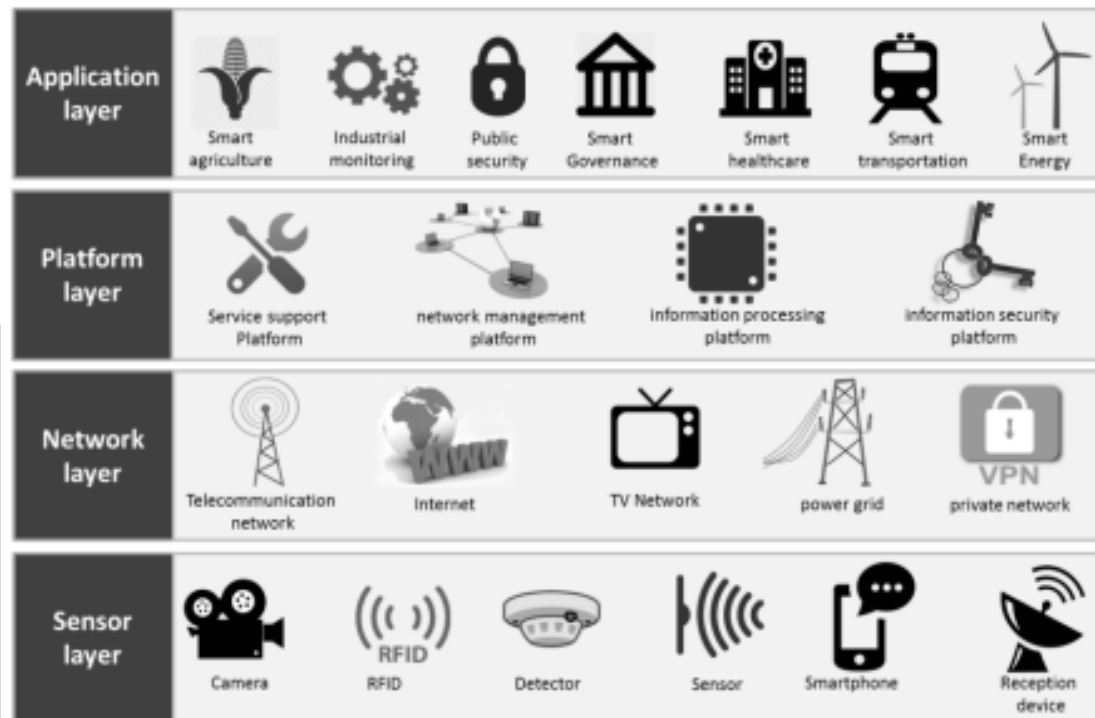 Application
layer
Smart
agriculture
Industrial
monitoring
Public
security
Smart
Governance
Smart
healthcare
Smart
transportation
Smart
Energy
Platform
layer
Service support
Platform
network management
platform
information processing
platform
information security
platform
Network
layer
Telecommunication
network
WWW
Internet
TV Network
power grid
VPN
private network
Sensor
layer
Camera
RFID
RFID
Detector
Sensor
Smartphone
Reception
device